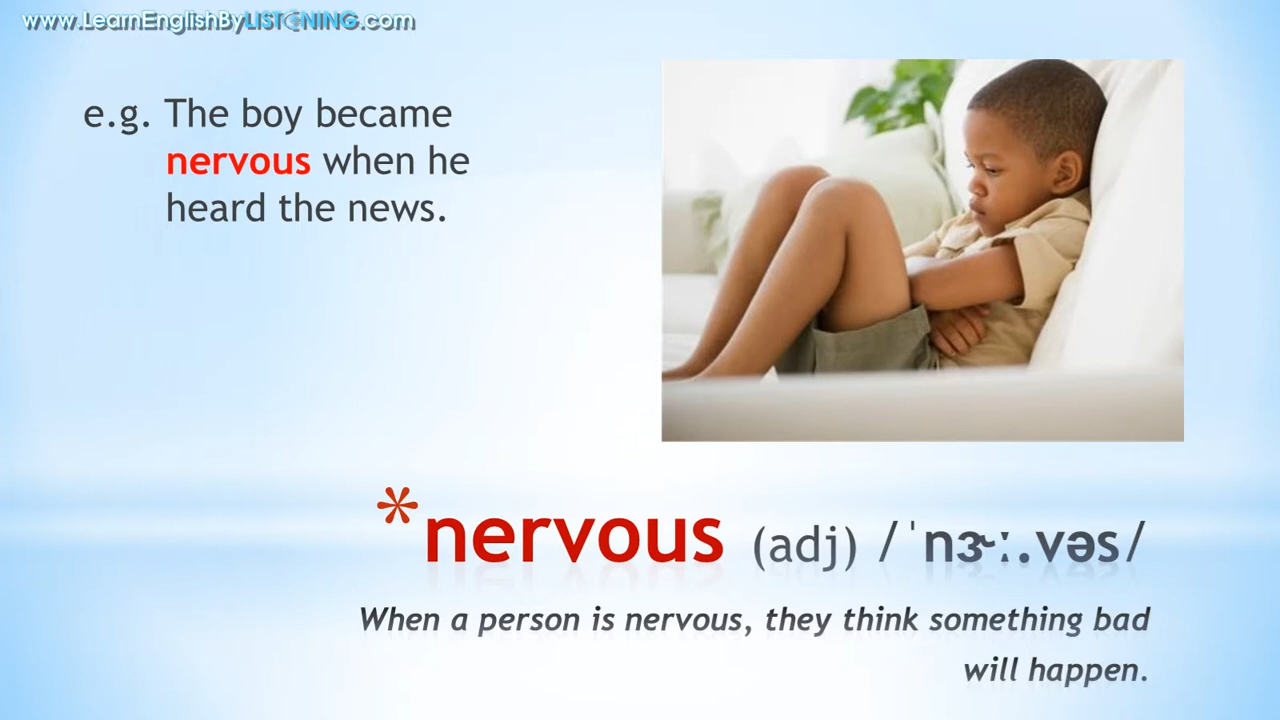 www.LearnEnglishByLISTENING.com
e.g. The boy became
nervous when he
heard the news.
*nervous (adj) /ˈnɝː.vəs/
When a person is nervous, they think something bad
will happen.